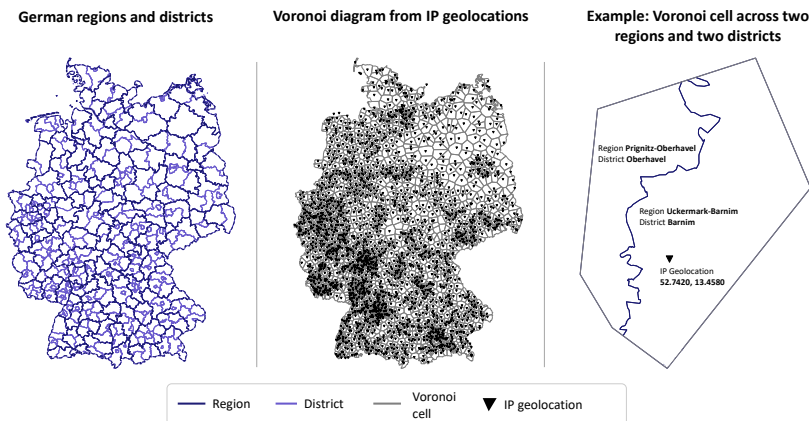 German regions and districts
Voronoi diagram from IP geolocations
Example: Voronoi cell across two
regions and two districts
Region Prignitz-Oberhavel
District Oberhavel
Region Uckermark-Barnim
District Barnim
IP Geolocation
52.7420, 13.4580
Region
District
Voronoi
cell
IP geolocation